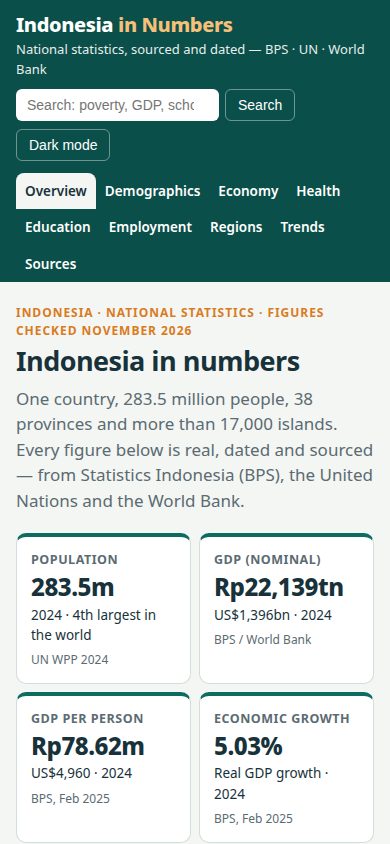 Indonesia in Numbers
National statistics, sourced and dated — BPS · UN · World
Bank
Search: poverty, GDP, scho
Search
Dark mode
Overview Demographics Economy Health
Education Employment Regions Trends
Sources
INDONESIA · NATIONAL STATISTICS · FIGURES
CHECKED NOVEMBER 2026
Indonesia in numbers
One country, 283.5 million people, 38
provinces and more than 17,000 islands.
Every figure below is real, dated and sourced
— from Statistics Indonesia (BPS), the United
Nations and the World Bank.
POPULATION
283.5m
2024 · 4th largest in
the world
UN WPP 2024
GDP (NOMINAL)
Rp22,139tn
US$1,396bn · 2024
BPS / World Bank
GDP PER PERSON
Rp78.62m
US$4,960 · 2024
BPS, Feb 2025
ECONOMIC GROWTH
5.03%
Real GDP growth ·
2024
BPS, Feb 2025